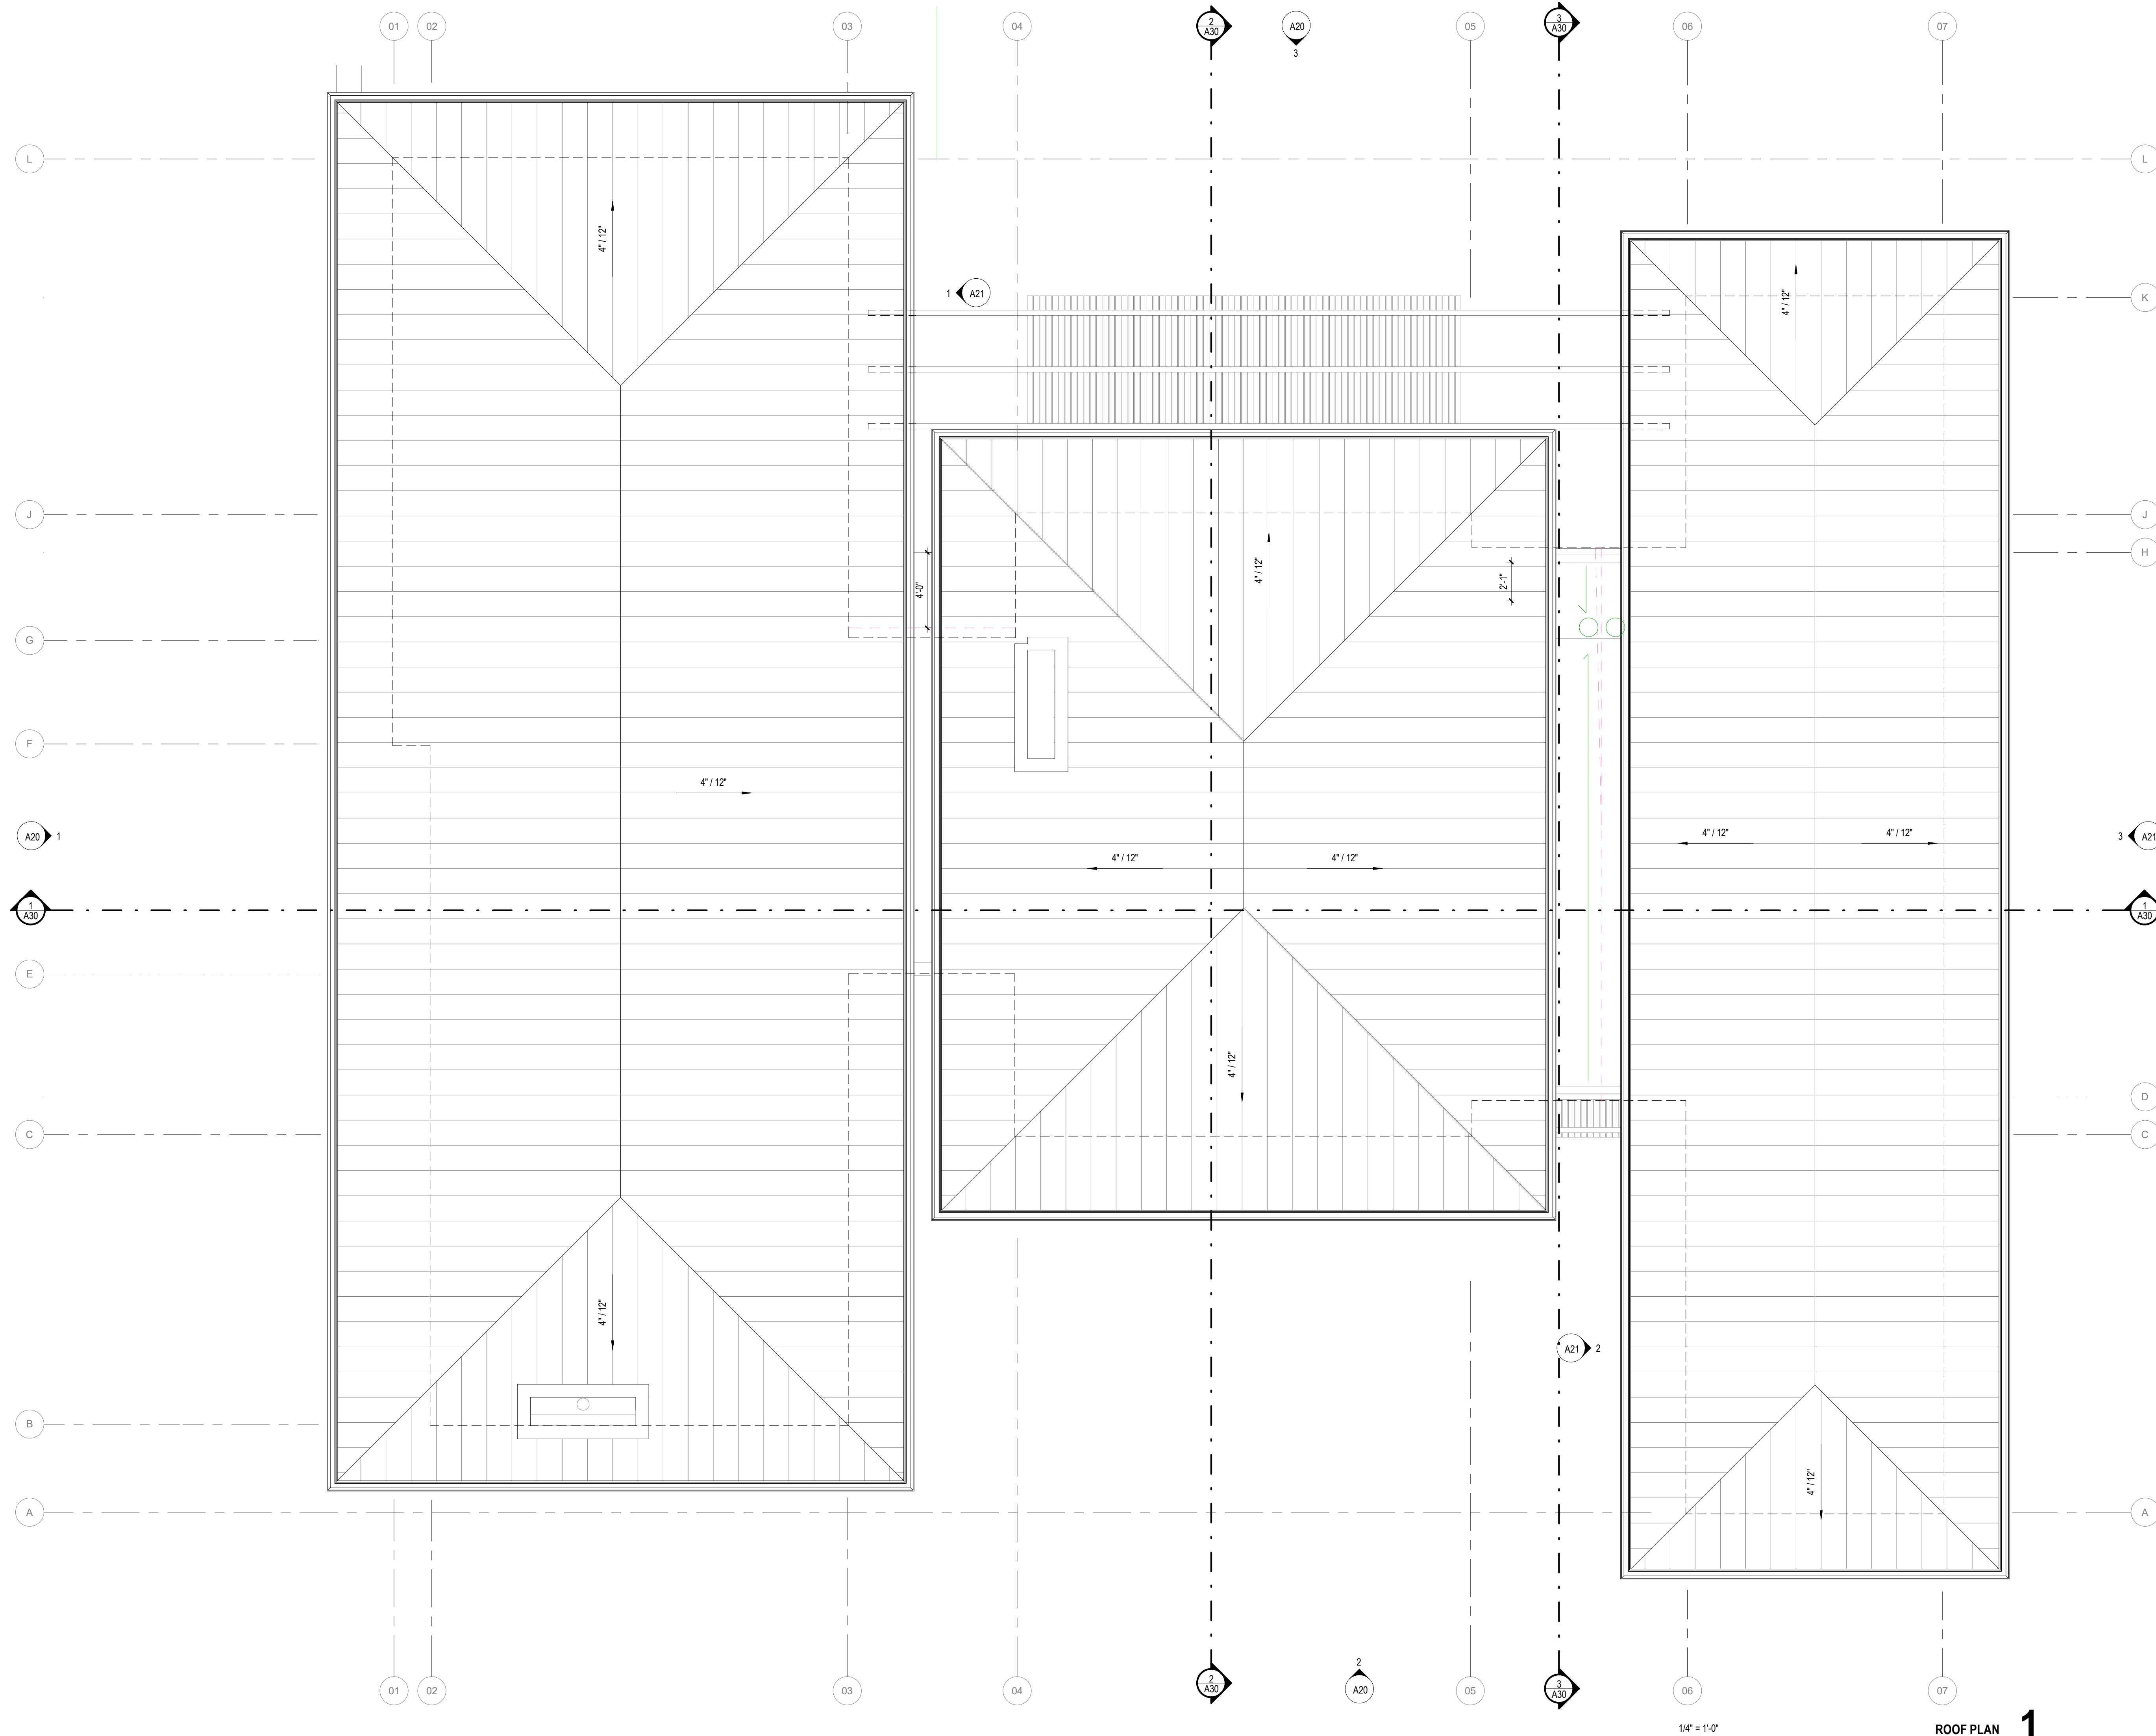 01 02 03 04 2 A20 05 3 06 07
A30 A30
3
L L
4" / 12"
1 A21 K
4" / 12"
J J
H
4" / 12"
4'-0" 2'-1"
G
F
4" / 12"
A20 1 4" / 12" 4" / 12" 3 A21
4" / 12" 4" / 12"
1 1
A30 A30
E
4" / 12"
D
C C
4" / 12"
A21 2
B
4" / 12"
A A
2
01 02 03 04 2 A20 05 3 06 07
A30 A30
1/4" = 1'-0" ROOF PLAN 1